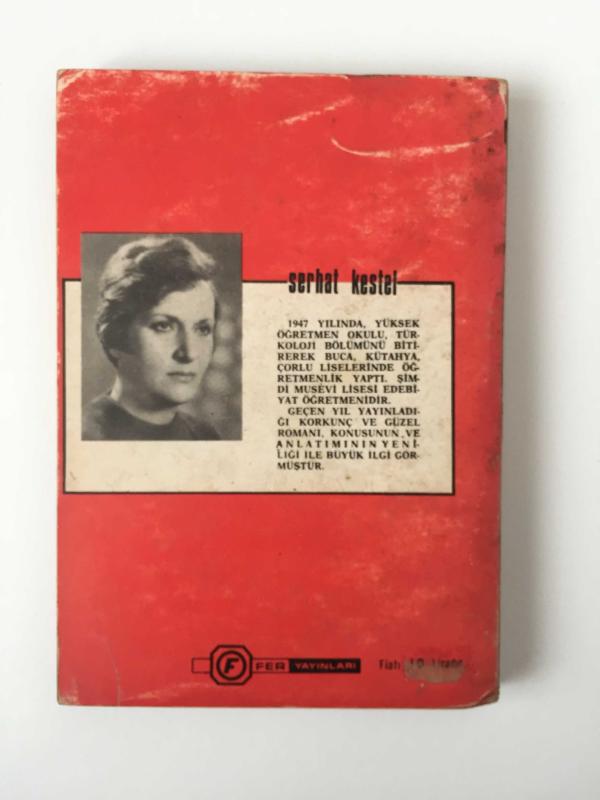 serhat kestel
1947 YILINDA, YÜKSEK
ÖĞRETMEN OKULU, TÜR-
KOLOJİ BÖLÜMÜNÜ BİTİ-
REREK BUCA, KÜTAHYA,
ÇORLU LİSELERİNDE ÖĞ-
RETMENLİK YAPTI. ŞİM-
Dİ MUSEVİ LİSESİ EDEBİ-
YAT ÖĞRETMENİDİR.
GEÇEN YIL YAYINLADI-
ĞI KORKUNÇ VE GÜZEL
ROMANI, KONUSUNUN VE
ANLATIMININ YENİ-
LİĞİ İLE BÜYÜK İLGİ GÖR-
MÜŞTÜR.
F FER YAYINLARI Fiatı